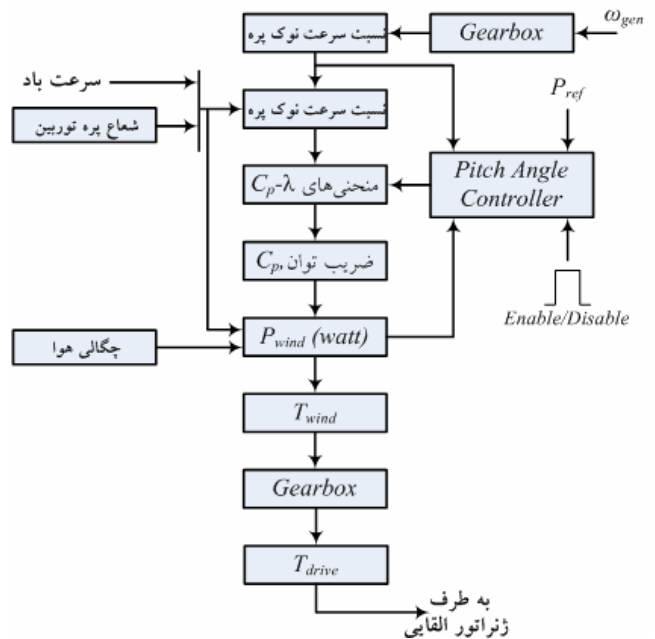 نسبت سرعت نوک پره
Gearbox
ω_gen
سرعت باد
شعاع پره توربین
نسبت سرعت نوک پره
P_ref
منحنی‌های C_p-λ
Pitch Angle
Controller
ضریب توان, C_p
Enable/Disable
چگالی هوا
P_wind (watt)
T_wind
Gearbox
T_drive
به طرف
ژنراتور القایی